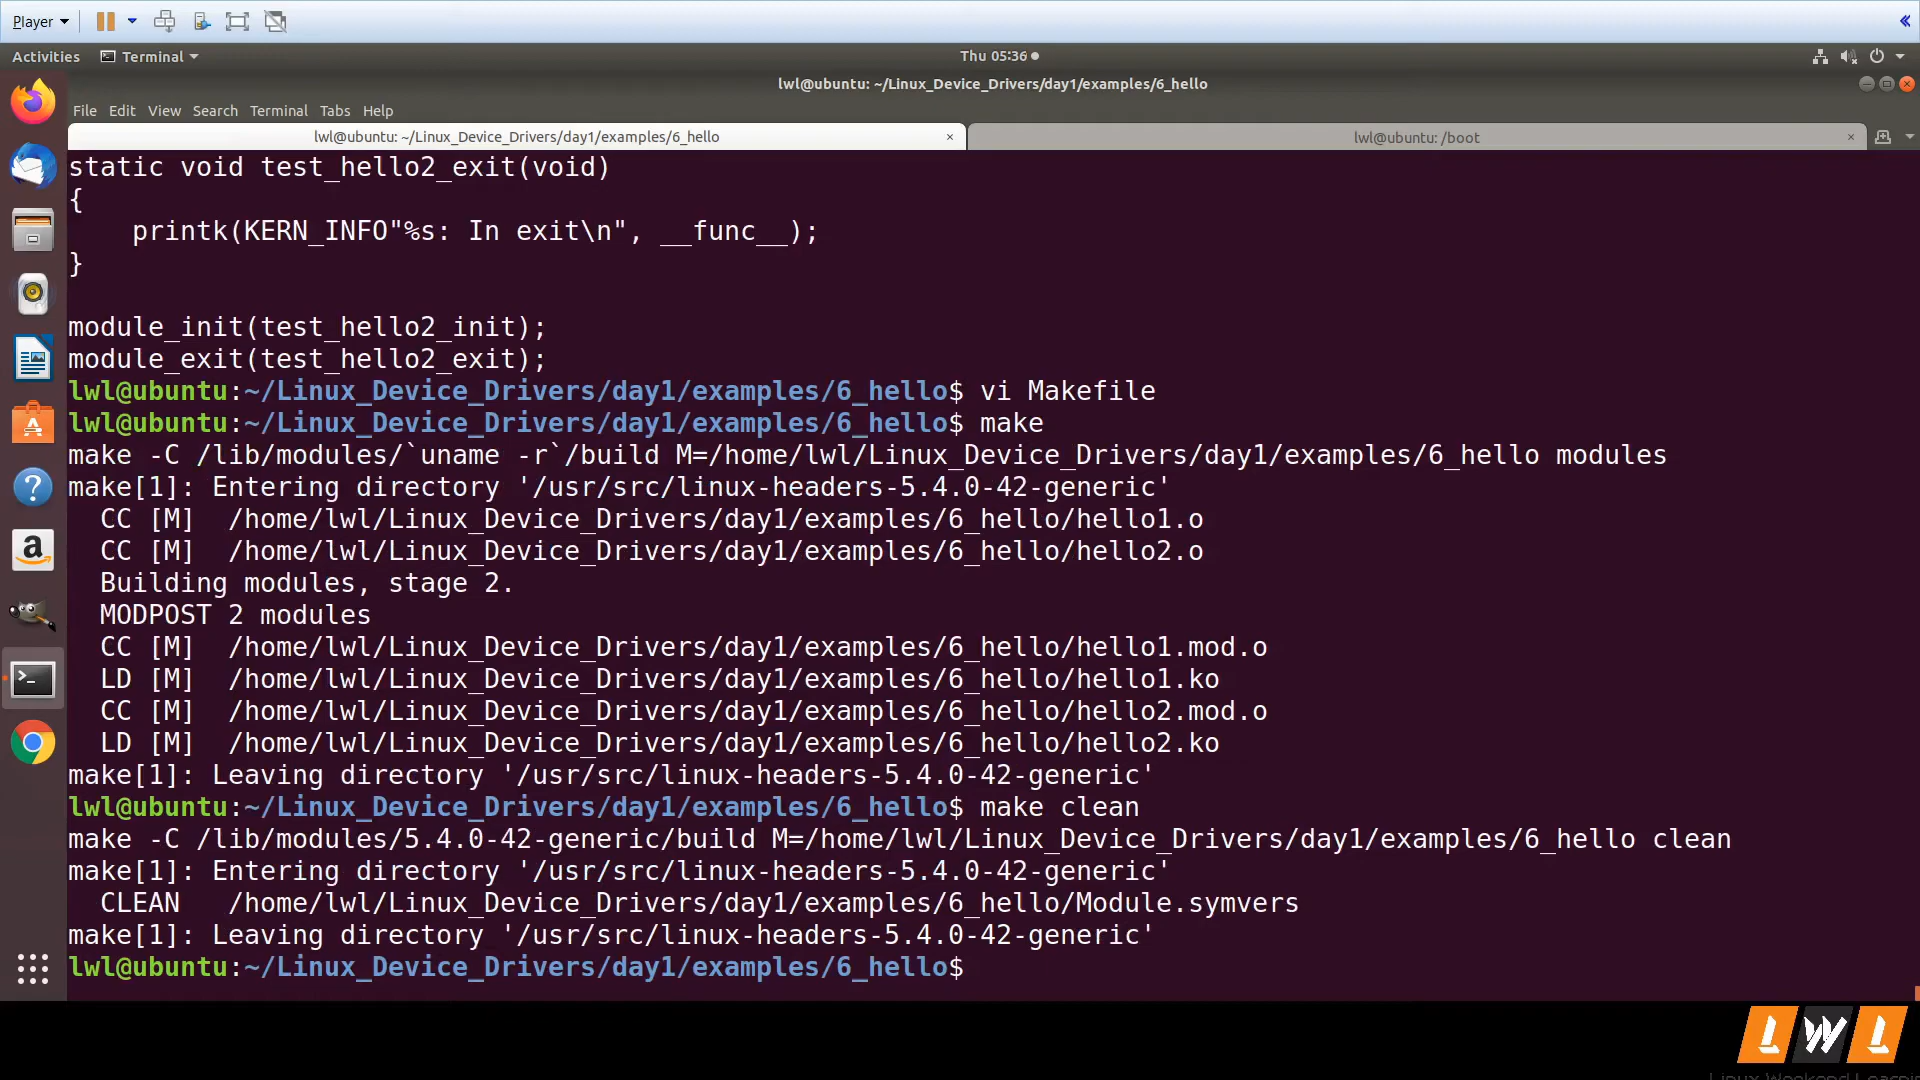 Player
Activities
Terminal
Thu 05:36
lwl@ubuntu: ~/Linux_Device_Drivers/day1/examples/6_hello
File Edit View Search Terminal Tabs Help
lwl@ubuntu: ~/Linux_Device_Drivers/day1/examples/6_hello
lwl@ubuntu: /boot
static void test_hello2_exit(void)
{
    printk(KERN_INFO"%s: In exit\n", __func__);
}
module_init(test_hello2_init);
module_exit(test_hello2_exit);
lwl@ubuntu:~/Linux_Device_Drivers/day1/examples/6_hello$ vi Makefile
lwl@ubuntu:~/Linux_Device_Drivers/day1/examples/6_hello$ make
make -C /lib/modules/`uname -r`/build M=/home/lwl/Linux_Device_Drivers/day1/examples/6_hello modules
make[1]: Entering directory '/usr/src/linux-headers-5.4.0-42-generic'
  CC [M]  /home/lwl/Linux_Device_Drivers/day1/examples/6_hello/hello1.o
  CC [M]  /home/lwl/Linux_Device_Drivers/day1/examples/6_hello/hello2.o
  Building modules, stage 2.
  MODPOST 2 modules
  CC [M]  /home/lwl/Linux_Device_Drivers/day1/examples/6_hello/hello1.mod.o
  LD [M]  /home/lwl/Linux_Device_Drivers/day1/examples/6_hello/hello1.ko
  CC [M]  /home/lwl/Linux_Device_Drivers/day1/examples/6_hello/hello2.mod.o
  LD [M]  /home/lwl/Linux_Device_Drivers/day1/examples/6_hello/hello2.ko
make[1]: Leaving directory '/usr/src/linux-headers-5.4.0-42-generic'
lwl@ubuntu:~/Linux_Device_Drivers/day1/examples/6_hello$ make clean
make -C /lib/modules/5.4.0-42-generic/build M=/home/lwl/Linux_Device_Drivers/day1/examples/6_hello clean
make[1]: Entering directory '/usr/src/linux-headers-5.4.0-42-generic'
  CLEAN   /home/lwl/Linux_Device_Drivers/day1/examples/6_hello/Module.symvers
make[1]: Leaving directory '/usr/src/linux-headers-5.4.0-42-generic'
lwl@ubuntu:~/Linux_Device_Drivers/day1/examples/6_hello$
LWL